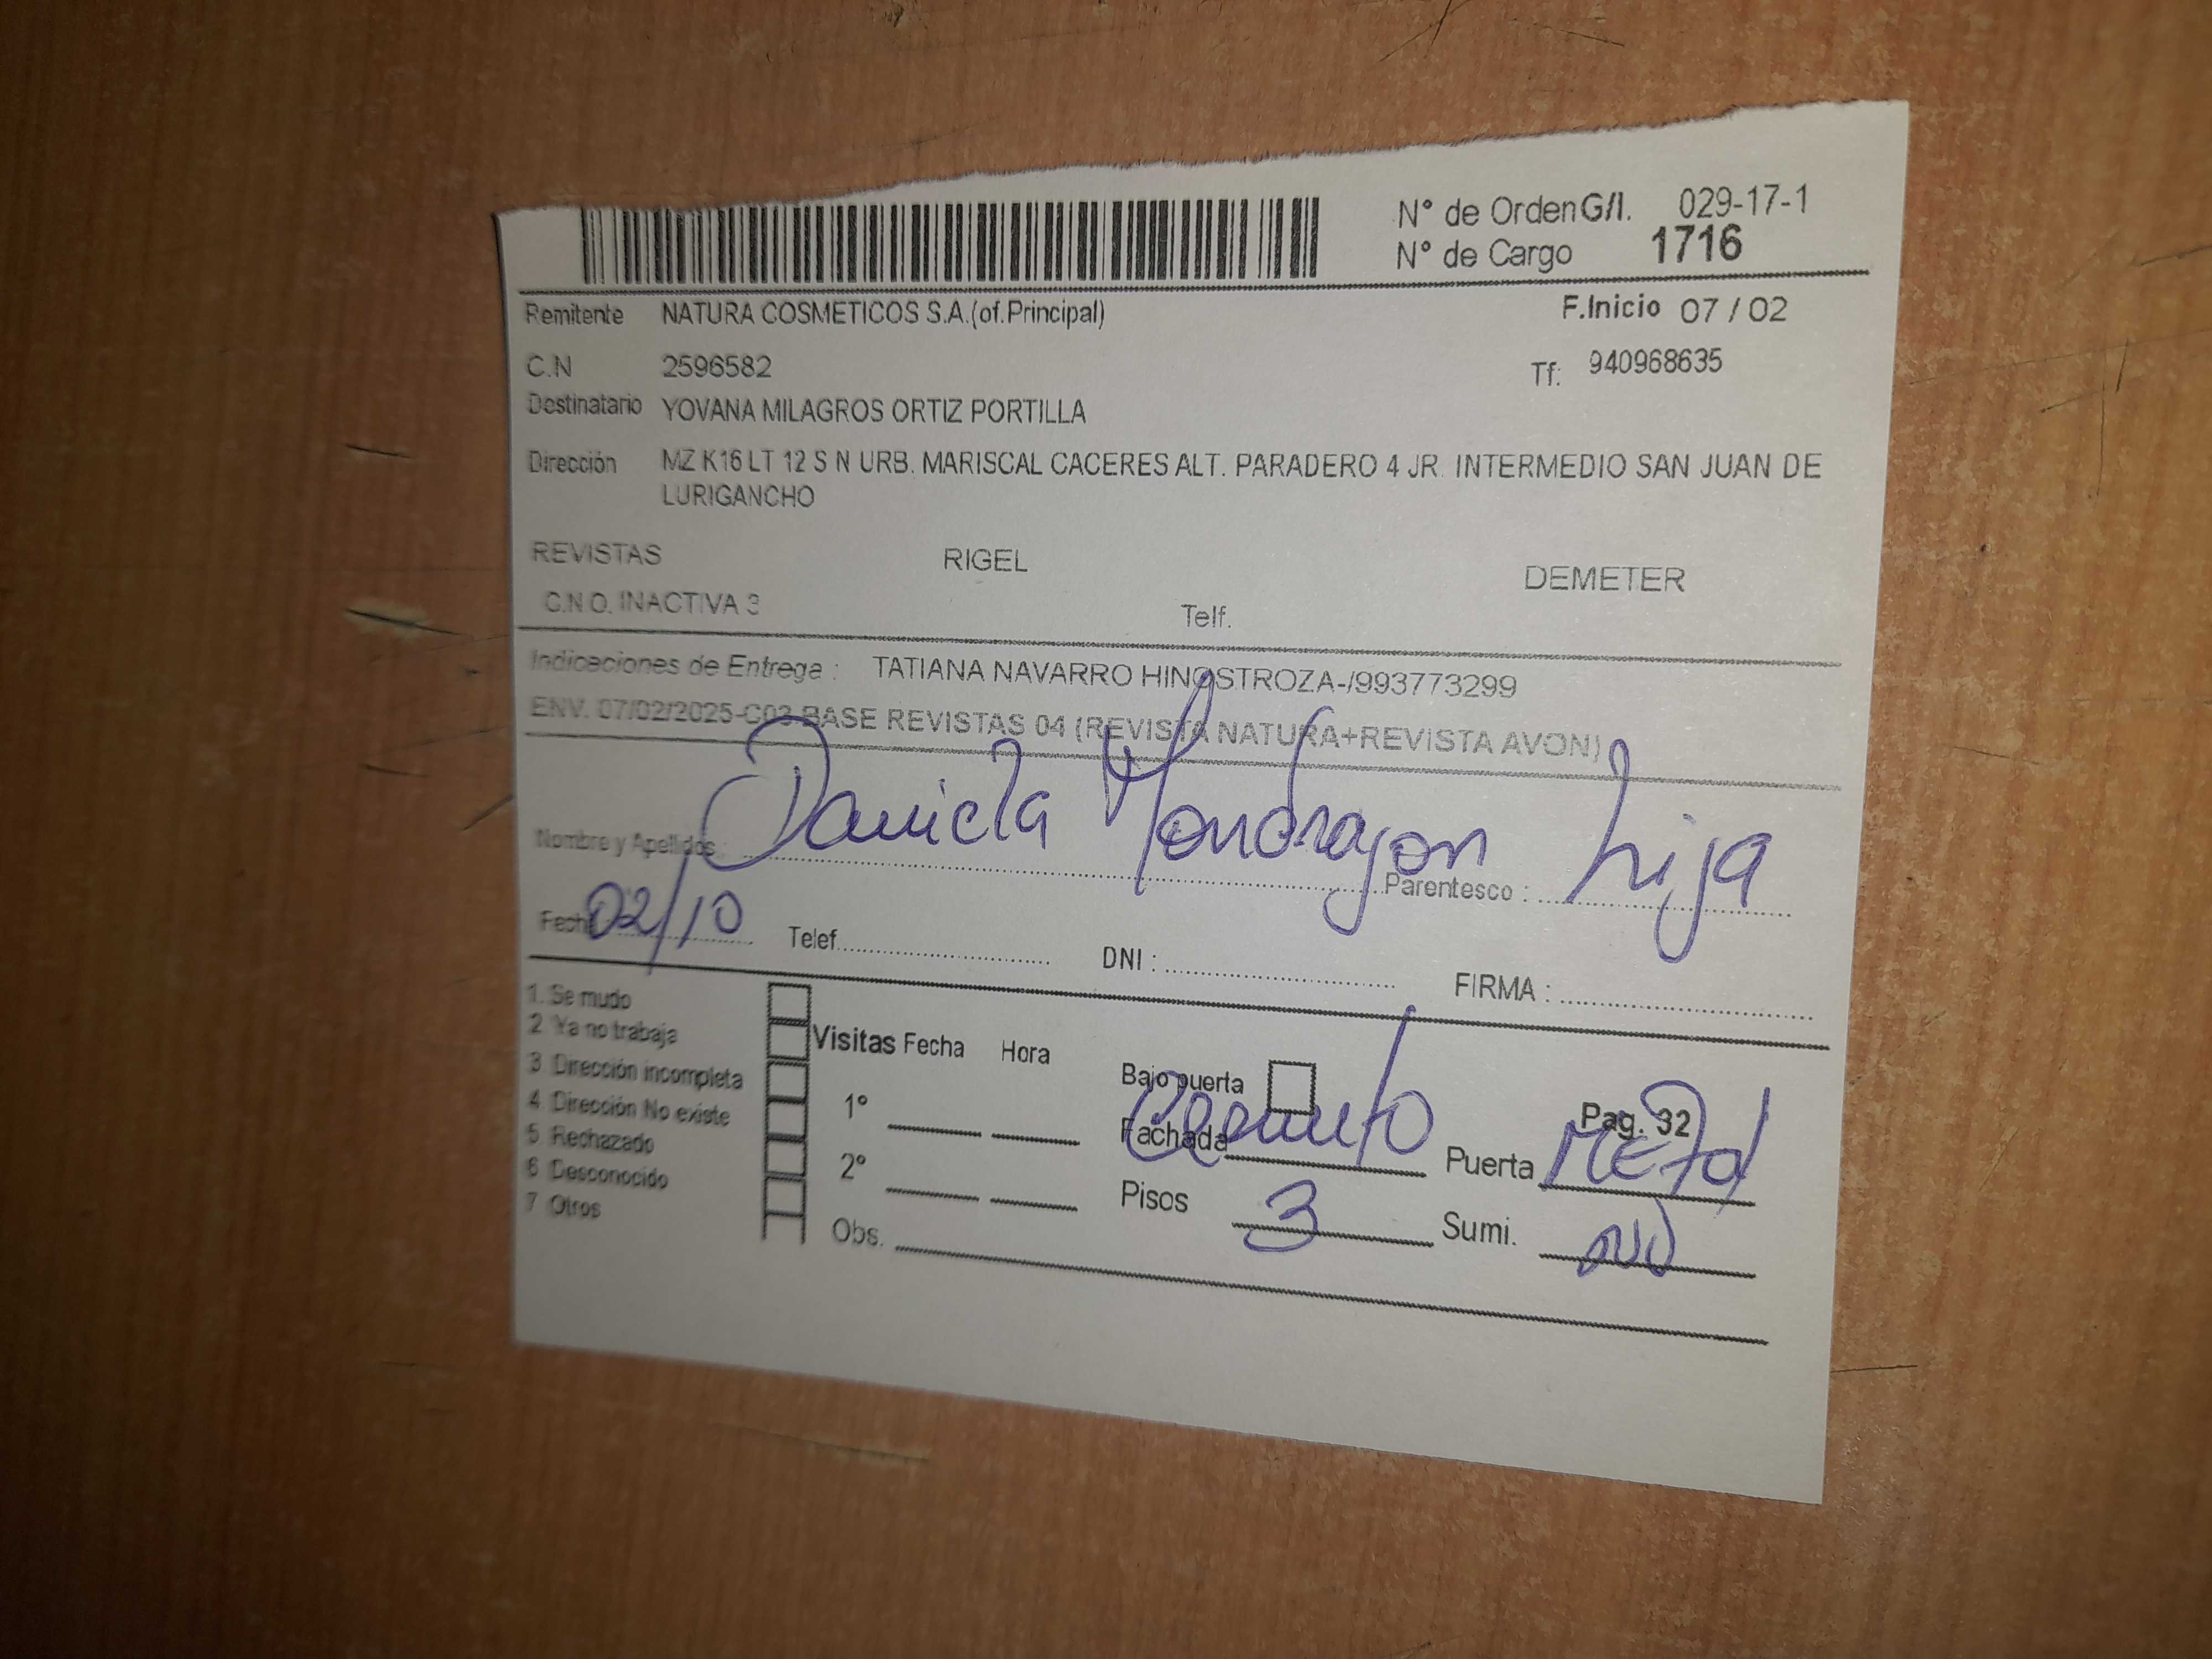 N° de Orden G/I. 029-17-1
N° de Cargo 1716
Remitente NATURA COSMETICOS S.A.(of.Principal) F.Inicio 07 / 02
C.N 2596582 Tf: 940968635
Destinatario YOVANA MILAGROS ORTIZ PORTILLA
Dirección MZ K16 LT 12 S N URB. MARISCAL CACERES ALT. PARADERO 4 JR. INTERMEDIO SAN JUAN DE
LURIGANCHO
REVISTAS RIGEL DEMETER
C.N O. INACTIVA 3 Telf.
Indicaciones de Entrega : TATIANA NAVARRO HINOSTROZA-/993773299
ENV. 07/02/2025-C03 BASE REVISTAS 04 (REVISTA NATURA+REVISTA AVON)
Nombre y Apellidos: Daniela Mondragon Parentesco : hija
Fecha 02/10 Telef. DNI : FIRMA :
1. Se mudo
2 Ya no trabaja
3 Dirección incompleta
4 Dirección No existe
5 Rechazado
6 Desconocido
7 Otros
Visitas Fecha Hora
1°
2°
Obs.
Bajo puerta
Pag. 32
Fachada Puerta METal
Pisos 3 Sumi. NO